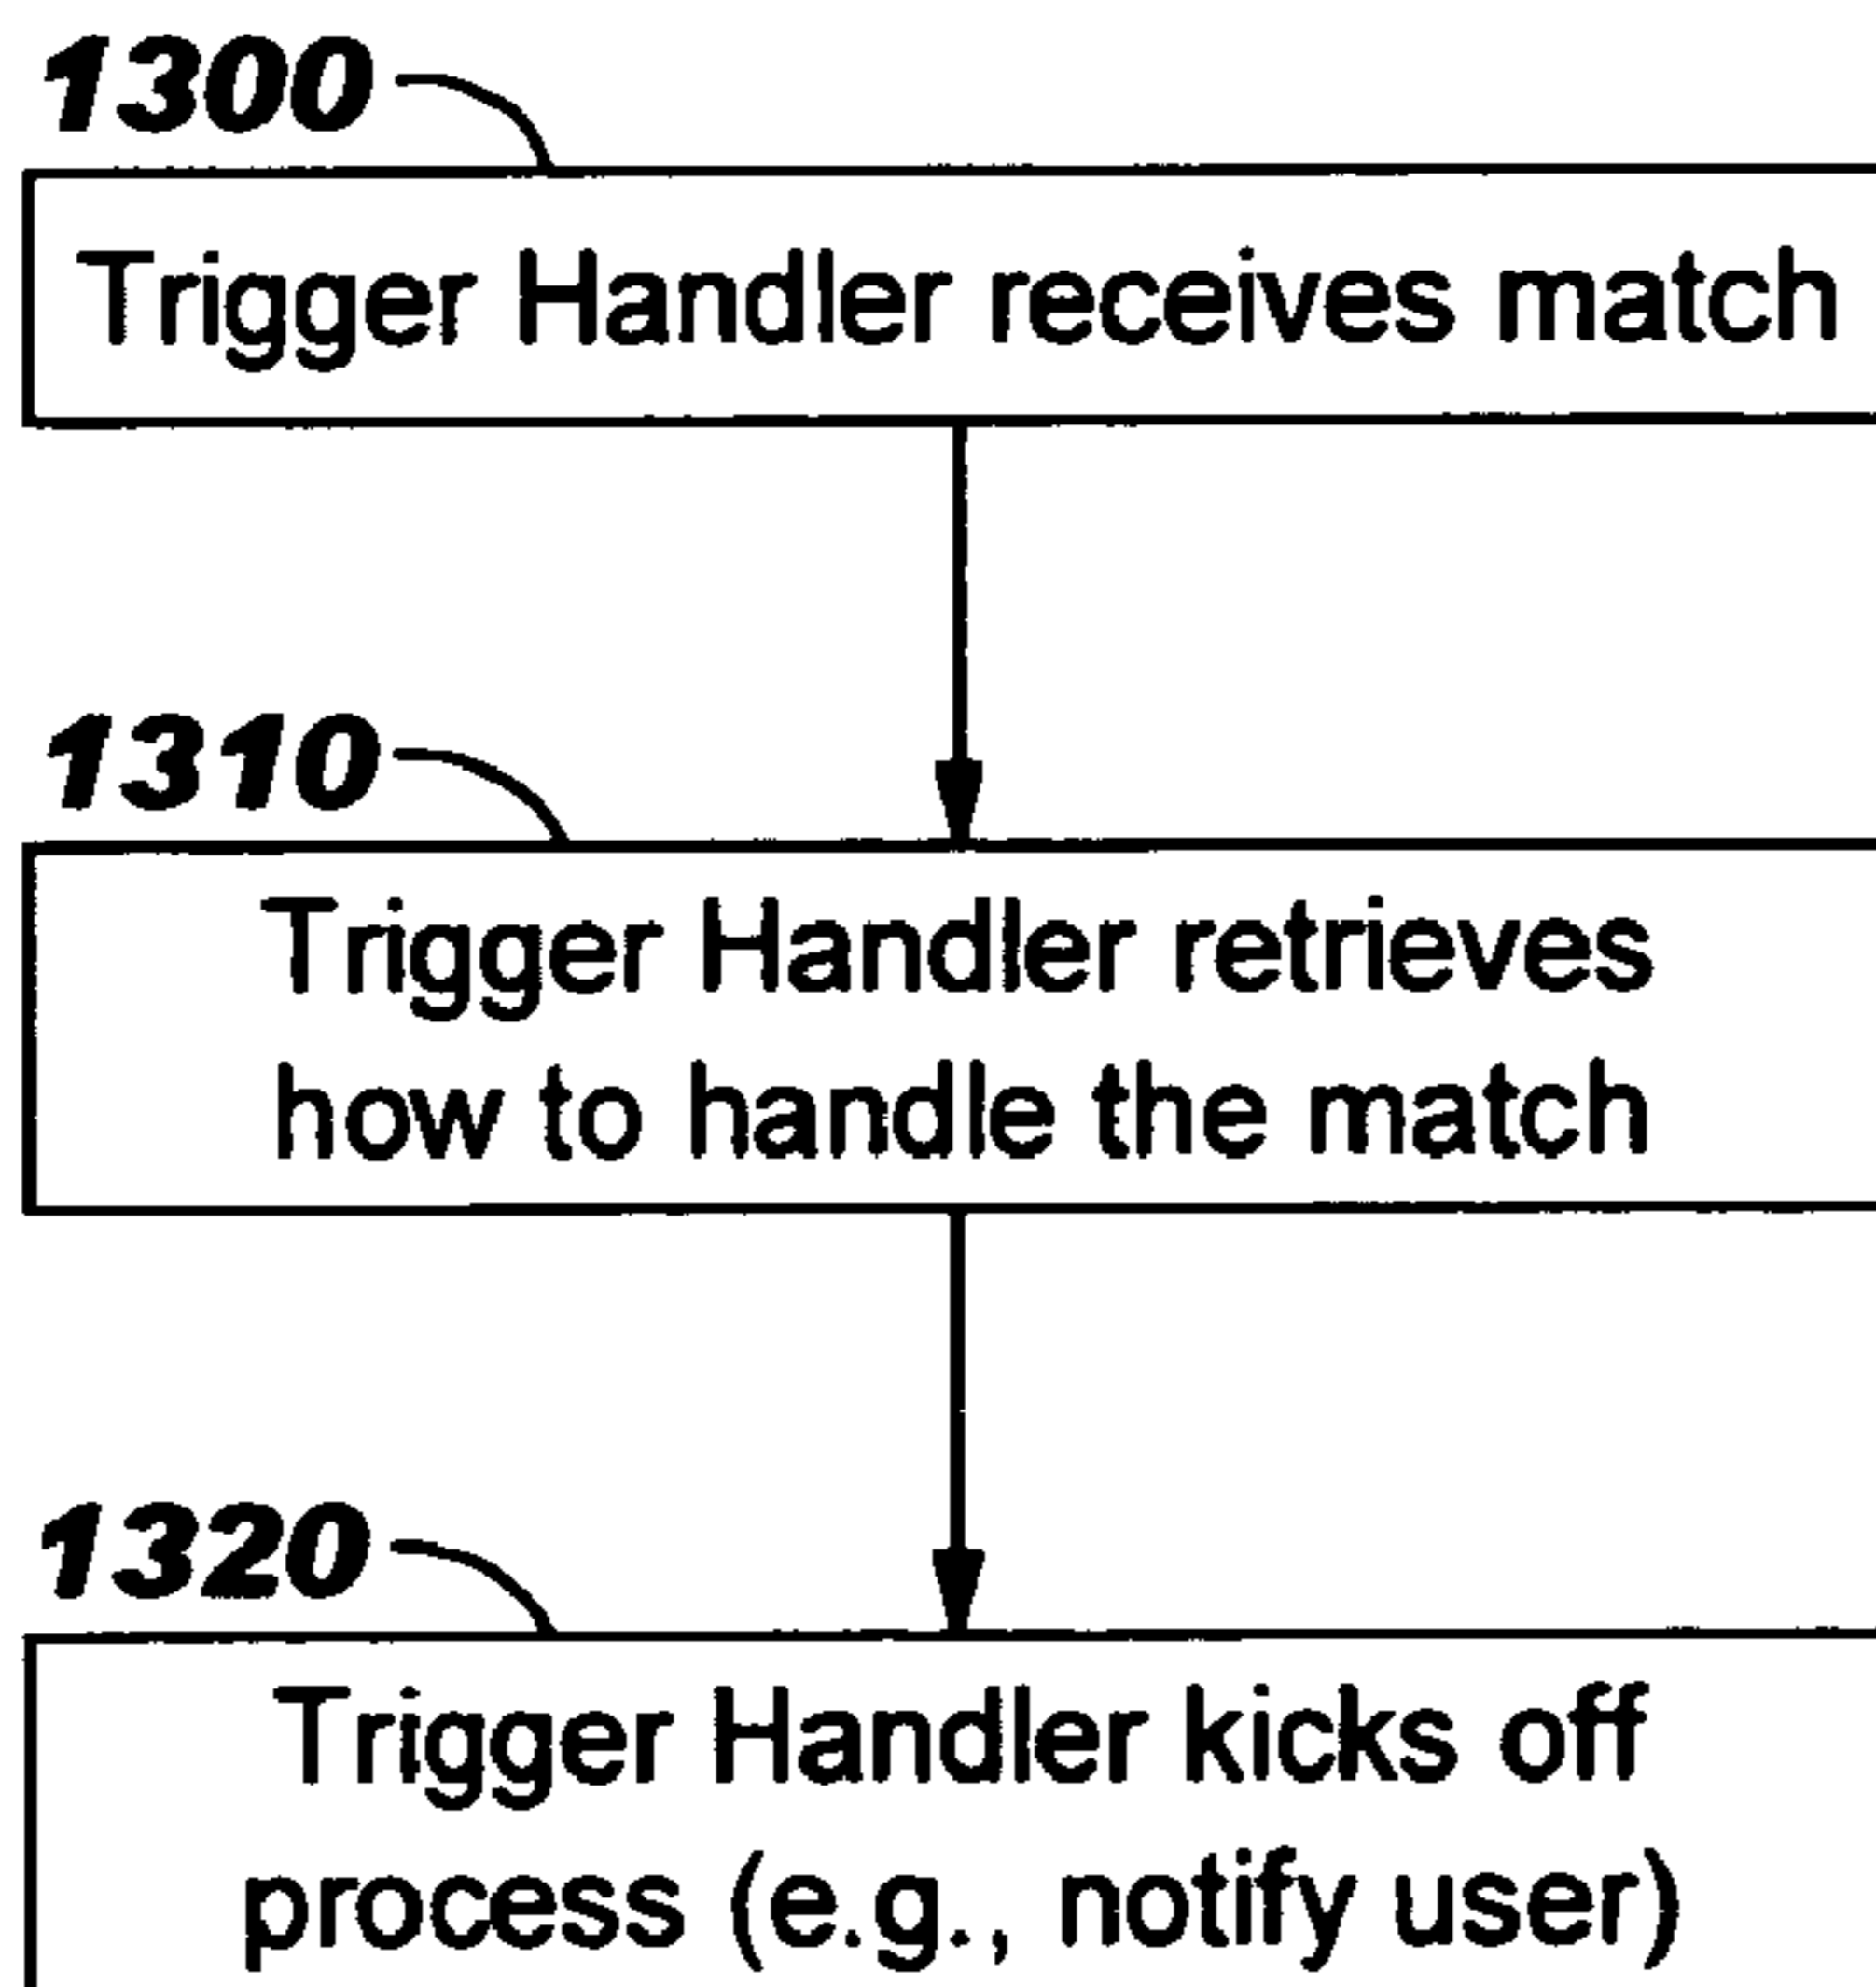 1300
Trigger Handler receives match
1310
Trigger Handler retrieves
how to handle the match
1320
Trigger Handler kicks off
process (e.g., notify user)